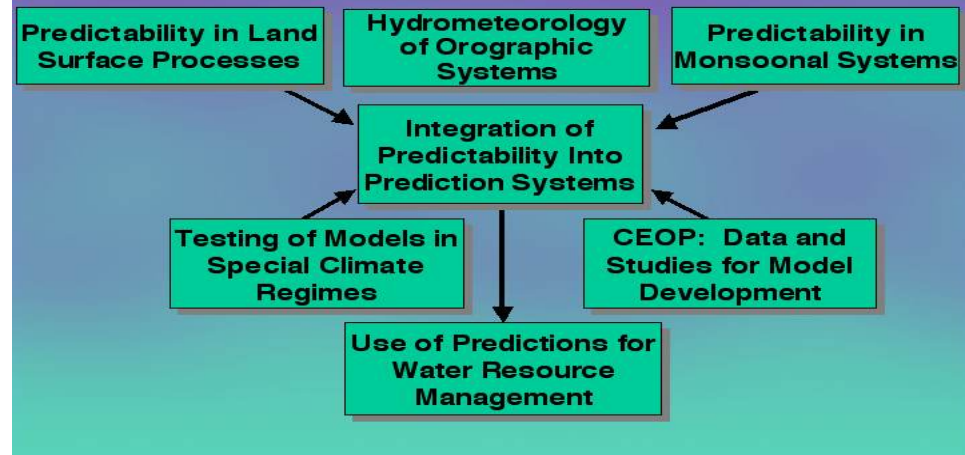 Predictability in Land
Surface Processes
Hydrometeorology
of Orographic
Systems
Predictability in
Monsoonal Systems
Integration of
Predictability Into
Prediction Systems
Testing of Models in
Special Climate
Regimes
CEOP: Data and
Studies for Model
Development
Use of Predictions for
Water Resource
Management